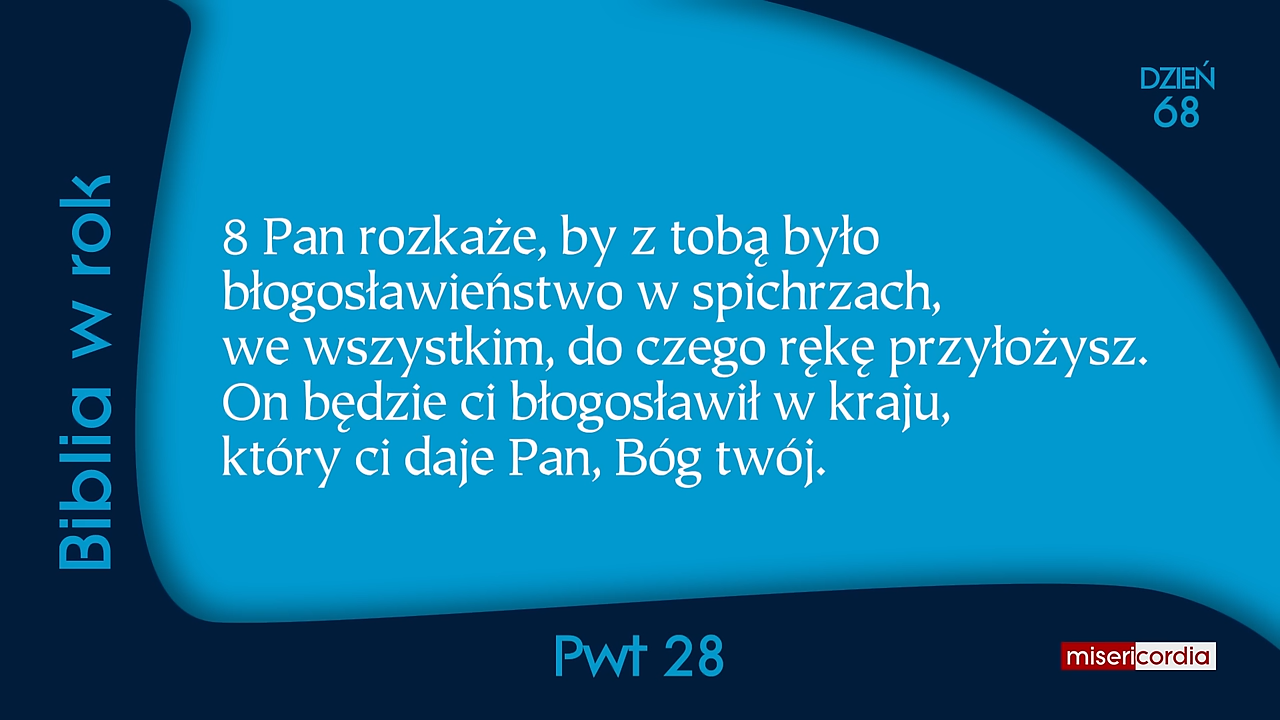 DZIEŃ
68
Biblia w rok
8 Pan rozkaże, by z tobą było
błogosławieństwo w spichrzach,
we wszystkim, do czego rękę przyłożysz.
On będzie ci błogosławił w kraju,
który ci daje Pan, Bóg twój.
Pwt 28
misericordia